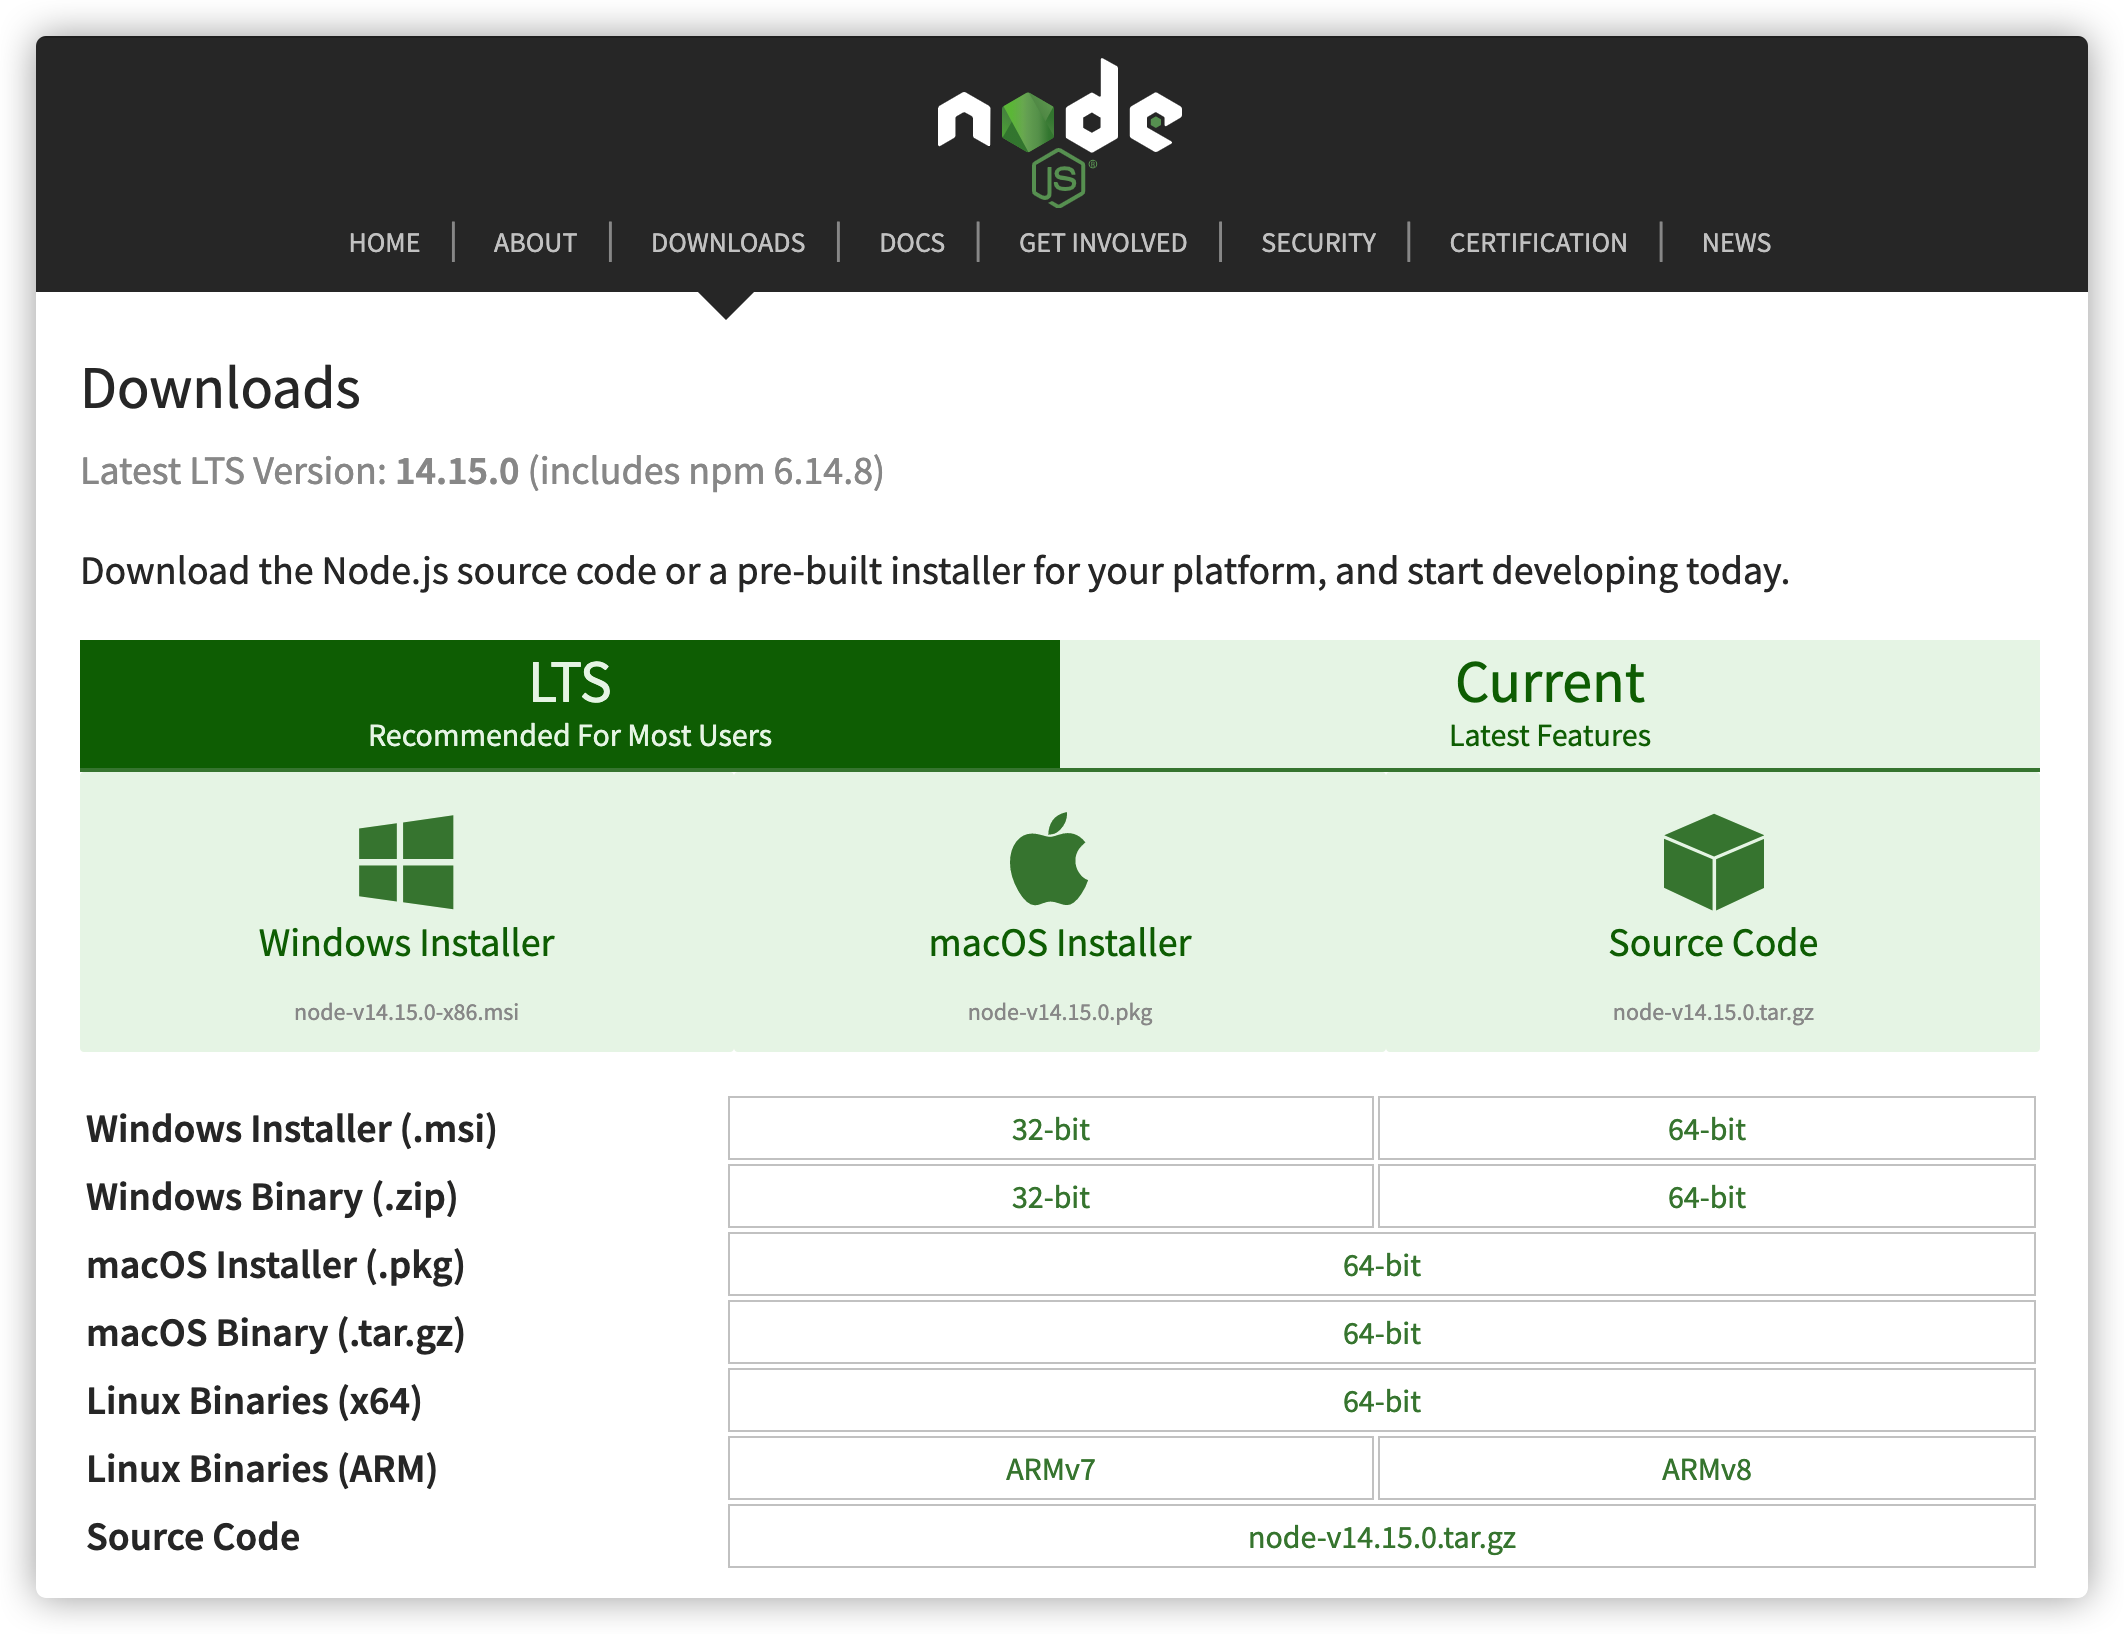 node
JS®
HOME | ABOUT | DOWNLOADS | DOCS | GET INVOLVED | SECURITY | CERTIFICATION | NEWS
Downloads
Latest LTS Version: 14.15.0 (includes npm 6.14.8)
Download the Node.js source code or a pre-built installer for your platform, and start developing today.
LTS Current
Recommended For Most Users Latest Features
Windows Installer macOS Installer Source Code
node-v14.15.0-x86.msi node-v14.15.0.pkg node-v14.15.0.tar.gz
Windows Installer (.msi) 32-bit 64-bit
Windows Binary (.zip) 32-bit 64-bit
macOS Installer (.pkg) 64-bit
macOS Binary (.tar.gz) 64-bit
Linux Binaries (x64) 64-bit
Linux Binaries (ARM) ARMv7 ARMv8
Source Code node-v14.15.0.tar.gz